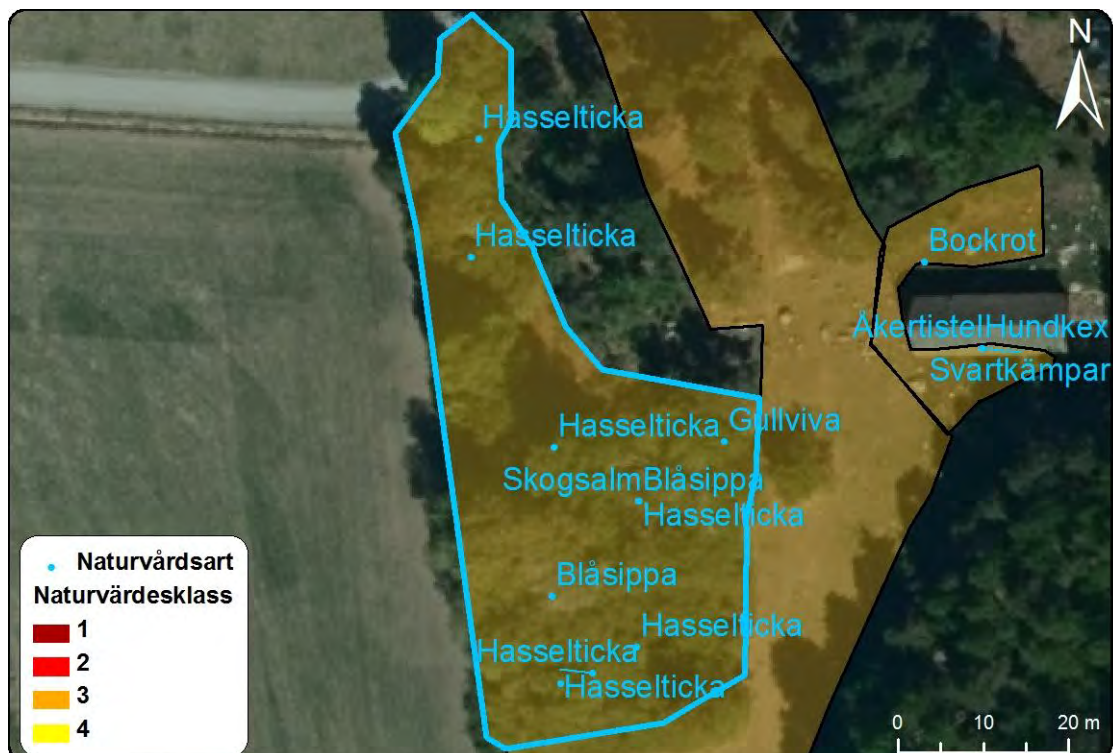 N
Hasselticka
Hasselticka
Bockrot
ÅkertistelHundkex
Svartkämpar
Hasselticka
Gullviva
SkogsalmBlåsippa
Hasselticka
Blåsippa
Hasselticka
Hasselticka
Hasselticka
Naturvårdsart
Naturvärdesklass
1
2
3
4
0 10 20 m